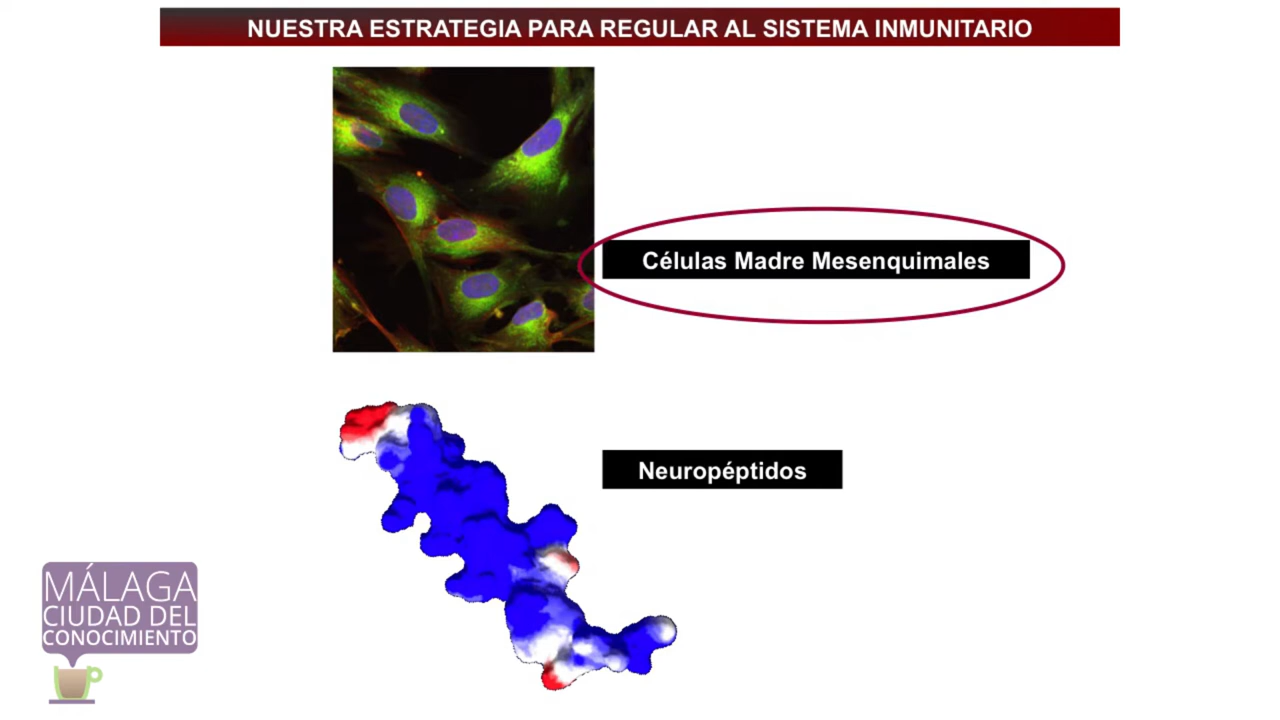 NUESTRA ESTRATEGIA PARA REGULAR AL SISTEMA INMUNITARIO
Células Madre Mesenquimales
Neuropéptidos
MÁLAGA
CIUDAD DEL
CONOCIMIENTO